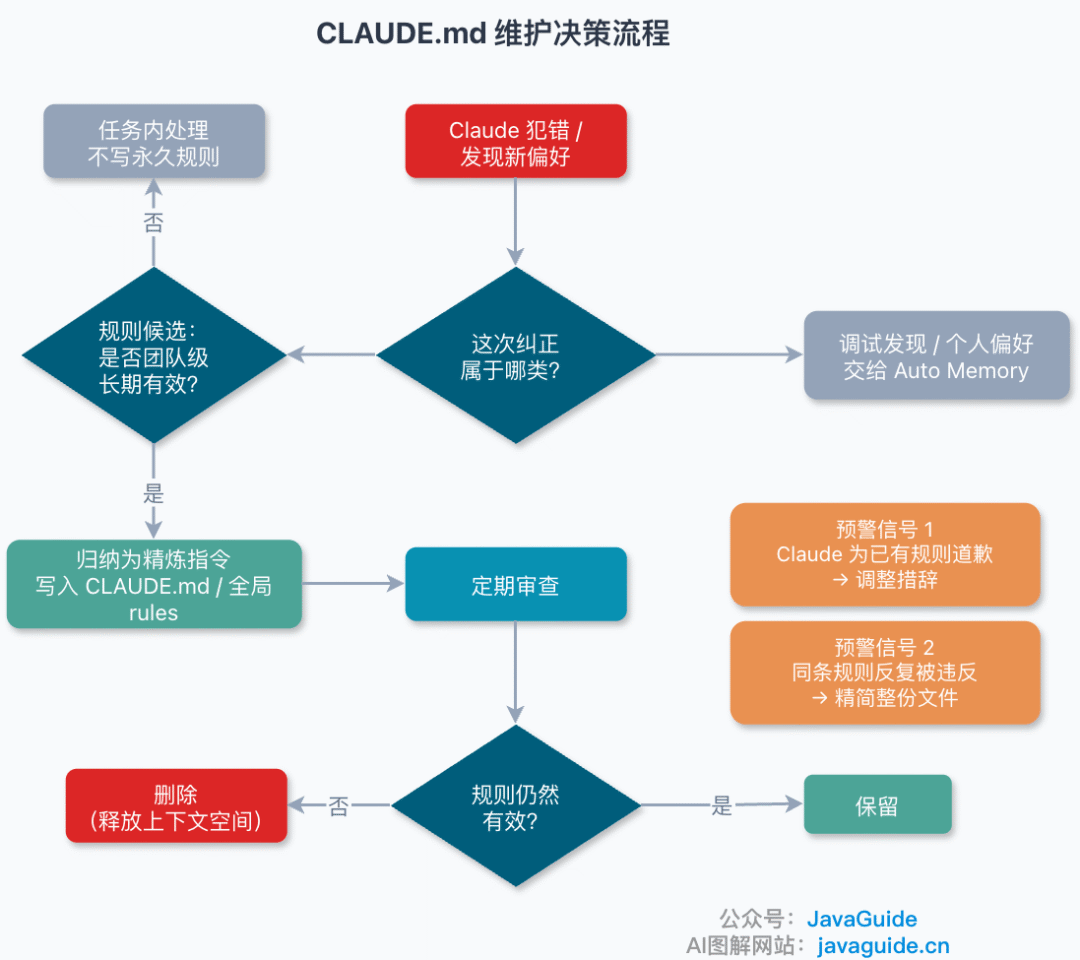 CLAUDE.md 维护决策流程
任务内处理
不写永久规则
Claude 犯错 /
发现新偏好
否
规则候选：
是否团队级
长期有效?
这次纠正
属于哪类?
调试发现 / 个人偏好
交给 Auto Memory
是
归纳为精炼指令
写入 CLAUDE.md / 全局
rules
定期审查
预警信号 1
Claude 为已有规则道歉
→ 调整措辞
预警信号 2
同条规则反复被违反
→ 精简整份文件
删除
（释放上下文空间）
否
规则仍然
有效?
是
保留
公众号：JavaGuide
AI图解网站：javaguide.cn